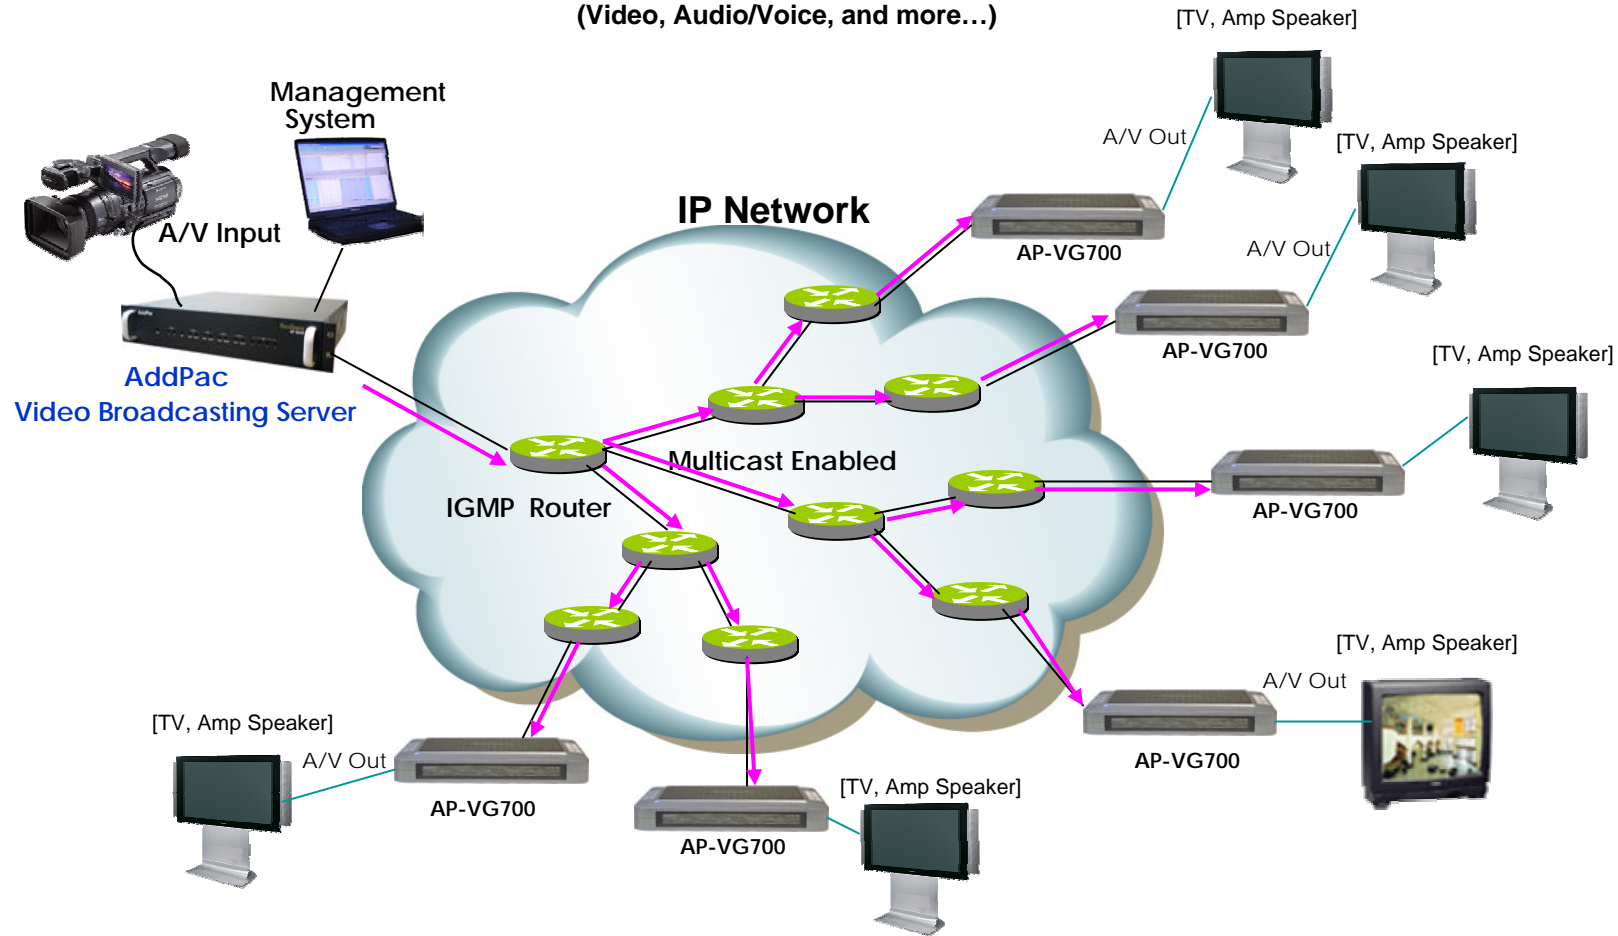 (Video, Audio/Voice, and more…)
[TV, Amp Speaker]
Management
System
A/V Out
[TV, Amp Speaker]
IP Network
A/V Input
AP-VG700
A/V Out
AddPac
AP-VG700
[TV, Amp Speaker]
AddPac
Video Broadcasting Server
Multicast Enabled
IGMP Router
AP-VG700
[TV, Amp Speaker]
A/V Out
[TV, Amp Speaker]
A/V Out
AP-VG700
[TV, Amp Speaker]
AP-VG700
AP-VG700